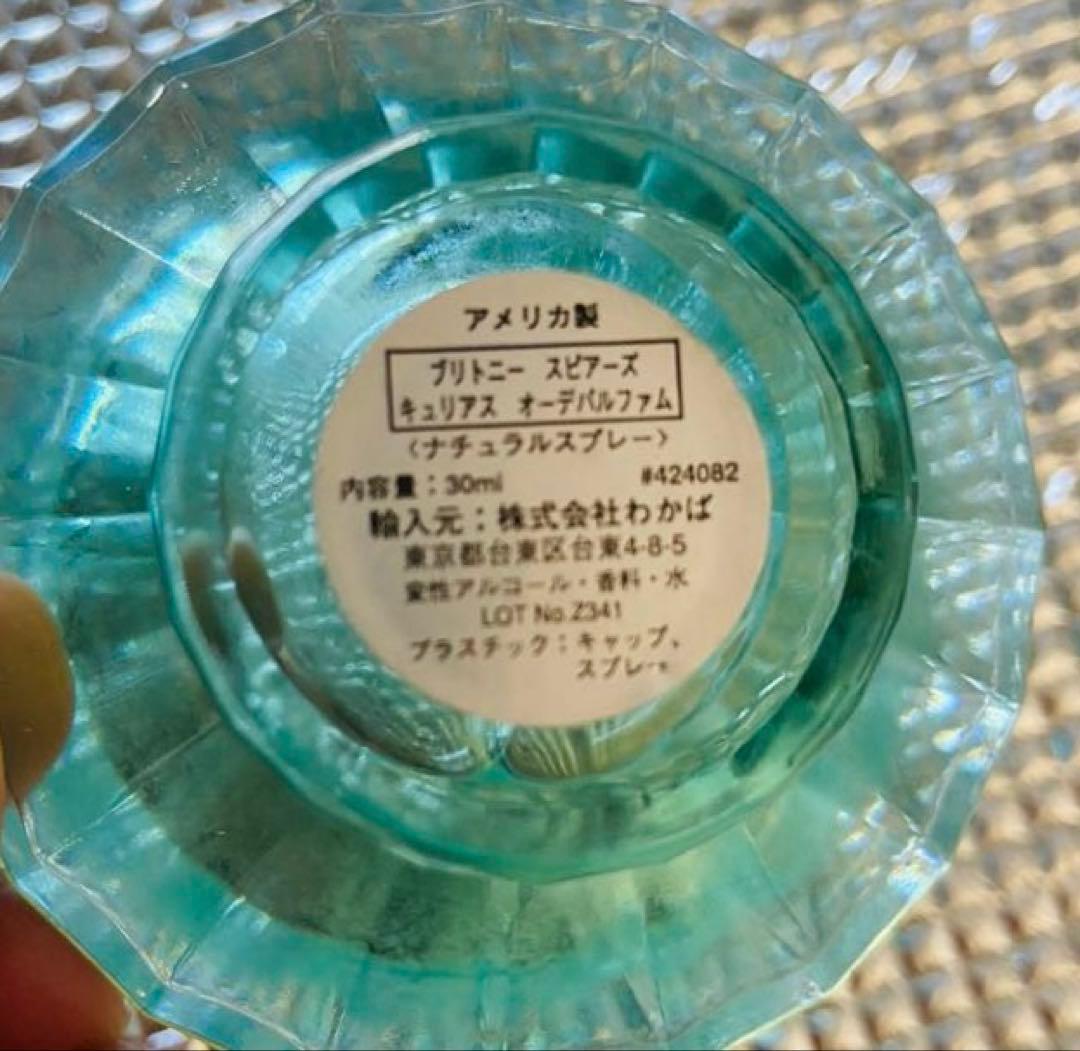 アメリカ製
ブリトニー スピアーズ
キュリアス オーデパルファム
〈ナチュラルスプレー〉
内容量：30ml #424082
輸入元：株式会社わかば
東京都台東区台東4-8-5
変性アルコール・香料・水
LOT No.Z341
プラスチック：キャップ、
スプレー